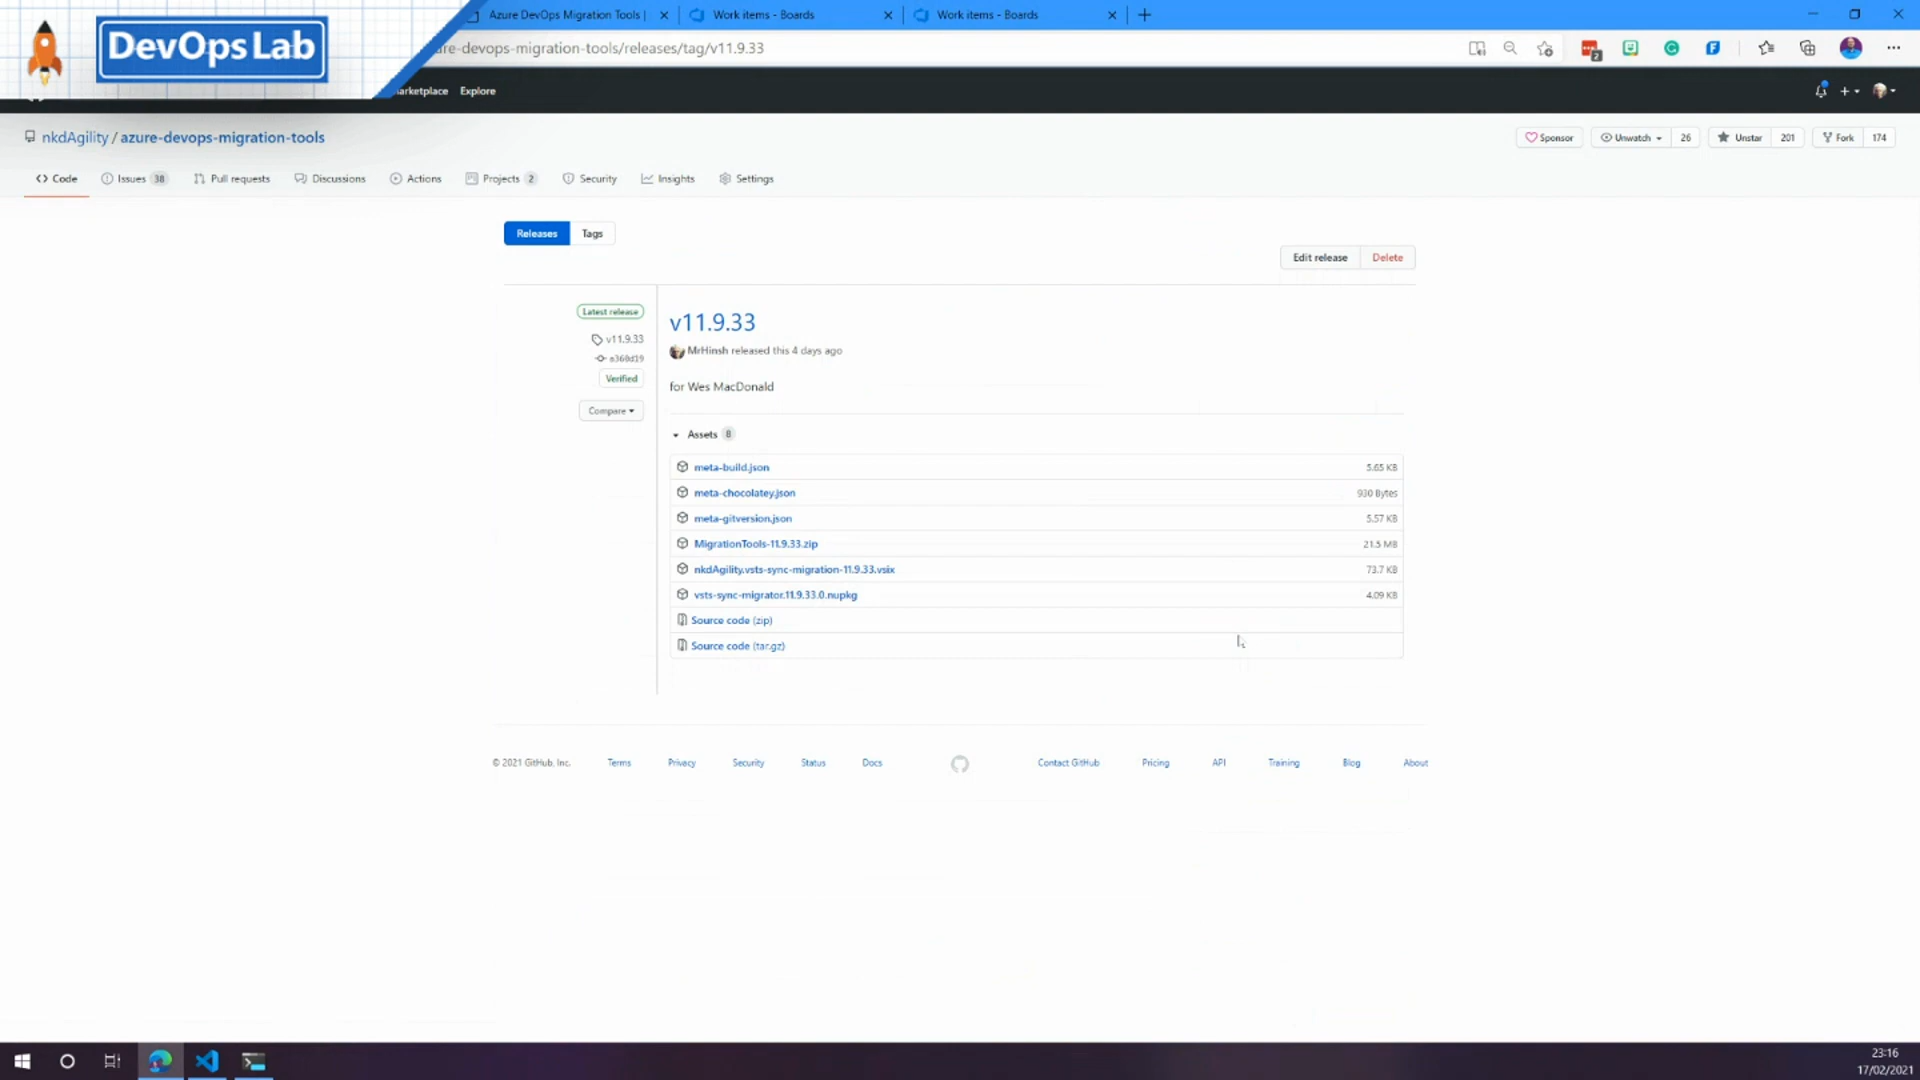 DevOps Lab
Azure DevOps Migration Tools |
Work items - Boards
Work items - Boards
re-devops-migration-tools/releases/tag/v11.9.33
2
arketplace Explore
nkdAgility / azure-devops-migration-tools
Sponsor Unwatch 26 Unstar 201 Fork 174
Code Issues 38 Pull requests Discussions Actions Projects 2 Security Insights Settings
Releases Tags
Edit release Delete
Latest release
v11.9.33
a360d19
Verified
Compare
v11.9.33
MrHinsh released this 4 days ago
for Wes MacDonald
Assets 8
meta-build.json 5.65 KB
meta-chocolatey.json 930 Bytes
meta-gitversion.json 5.57 KB
MigrationTools-11.9.33.zip 21.5 MB
nkdAgility.vsts-sync-migration-11.9.33.vsix 73.7 KB
vsts-sync-migrator.11.9.33.0.nupkg 4.09 KB
Source code (zip)
Source code (tar.gz)
© 2021 GitHub, Inc. Terms Privacy Security Status Docs Contact GitHub Pricing API Training Blog About
23:16
17/02/2021